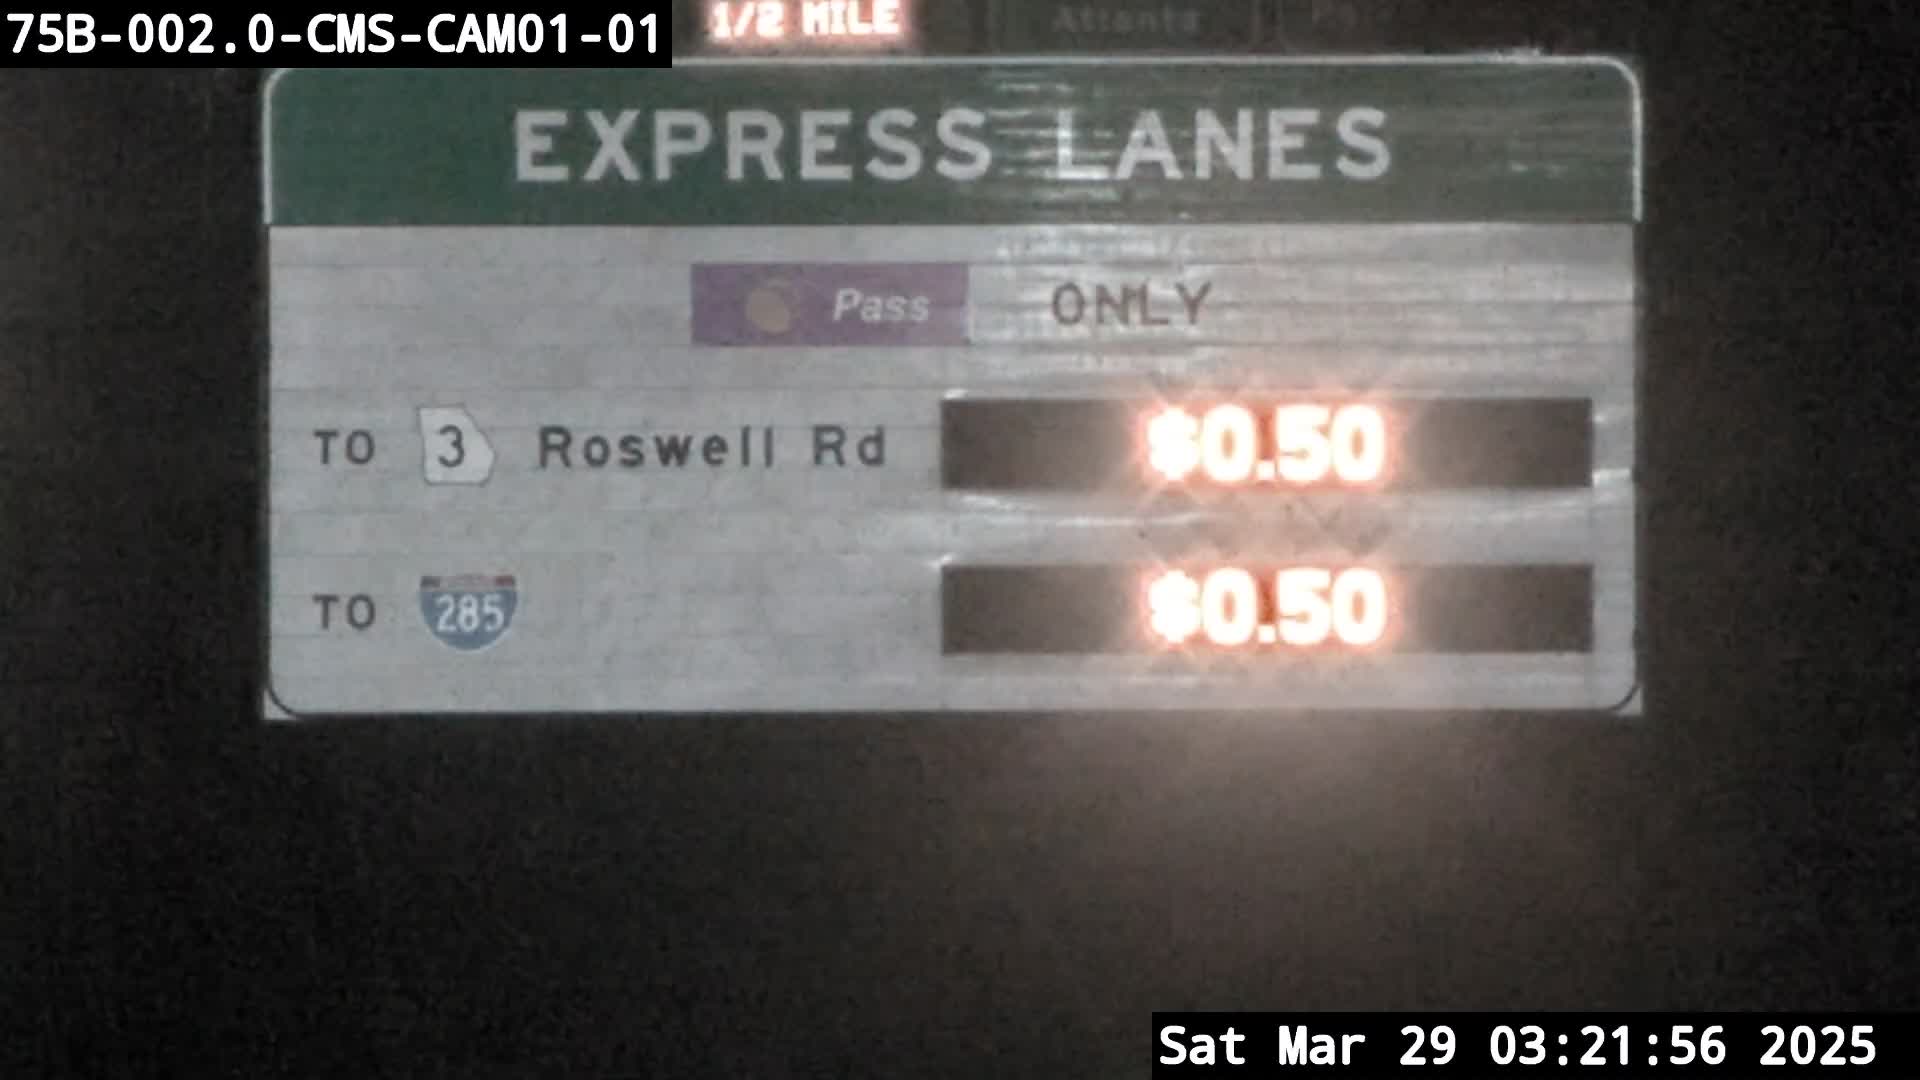 75B-002.0-CMS-CAM01-01
1/2 MILE
EXPRESS LANES
Pass ONLY
TO 3 Roswell Rd $0.50
TO 285 $0.50
Sat Mar 29 03:21:56 2025